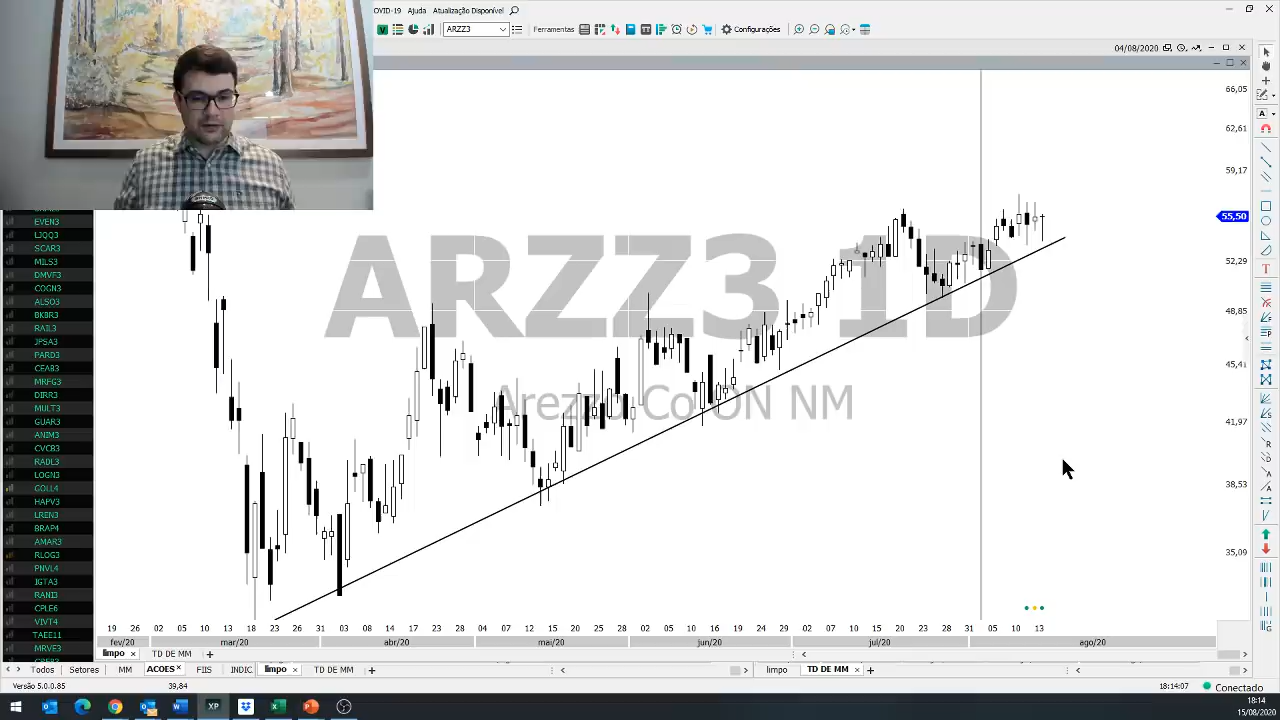 OVID-19 Ajuda Atualização Disponível
ARZZ3 Ferramentas Configurações
04/08/2020
66,05
62,61
59,17
55,50
52,29
48,85
45,41
41,97
38,53
35,09
ARZZ3 1D
Arezzo Co ON NM
EVEN3
LJQQ3
SCAR3
MILS3
DMVF3
COGN3
ALSO3
BKBR3
RAIL3
JPSA3
PARD3
CEAB3
MRFG3
DIRR3
MULT3
GUAR3
ANIM3
CVCB3
RADL3
LOGN3
GOLL4
HAPV3
LREN3
BRAP4
AMAR3
RLOG3
PNVL4
IGTA3
RANI3
CPLE6
VIVT4
TAEE11
MRVE3
19 26 02 05 10 13 18 23 26 31 03 08 14 17 24 29 04 07 12 15 20 25 28 02 05 10 16 19 24 29 02 07 10 15 20 23 28 31 05 10 13
fev/20 mar/20 abr/20 mai/20 jun/20 jul/20 ago/20
limpo TD DE MM
Todos Setores MM ACOES FIIS INDIC limpo TD DE MM limpo TD DE MM
Versão 5.0-0.85 39,84 18:14:07 Conectado
18:14
15/08/2020